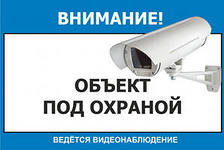 ВНИМАНИЕ!
ОБЪЕКТ
ПОД ОХРАНОЙ
ВЕДЁТСЯ ВИДЕОНАБЛЮДЕНИЕ